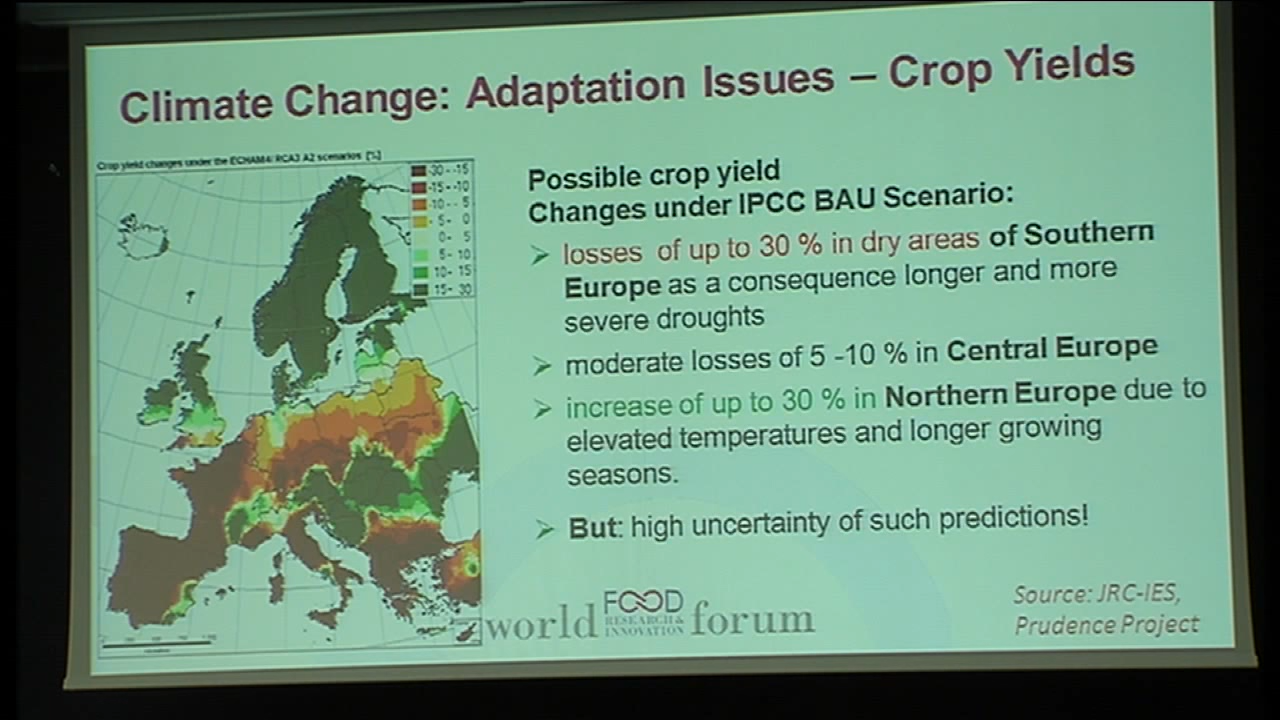 Climate Change: Adaptation Issues – Crop Yields
Crop yield changes under the ECHAM4/ RCA3 A2 scenarios [%]
-30 - -15
-15 - -10
-10 - - 5
- 5 - 0
0 - 5
5 - 10
10 - 15
15 - 30
Possible crop yield
Changes under IPCC BAU Scenario:
losses of up to 30 % in dry areas of Southern
Europe as a consequence longer and more
severe droughts
moderate losses of 5 -10 % in Central Europe
increase of up to 30 % in Northern Europe due to
elevated temperatures and longer growing
seasons.
But: high uncertainty of such predictions!
world FOOD RESEARCH & INNOVATION forum
Source: JRC-IES,
Prudence Project